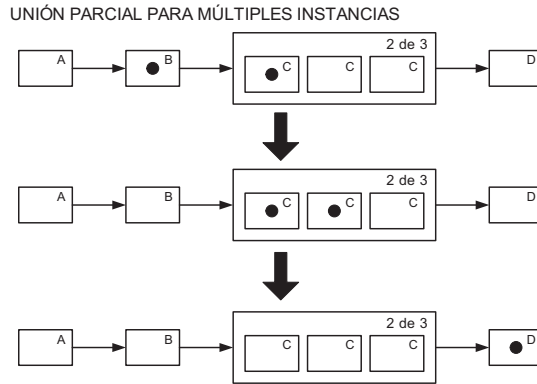 UNIÓN PARCIAL PARA MÚLTIPLES INSTANCIAS
2 de 3
A B C C C D
2 de 3
A B C C C D
2 de 3
A B C C C D